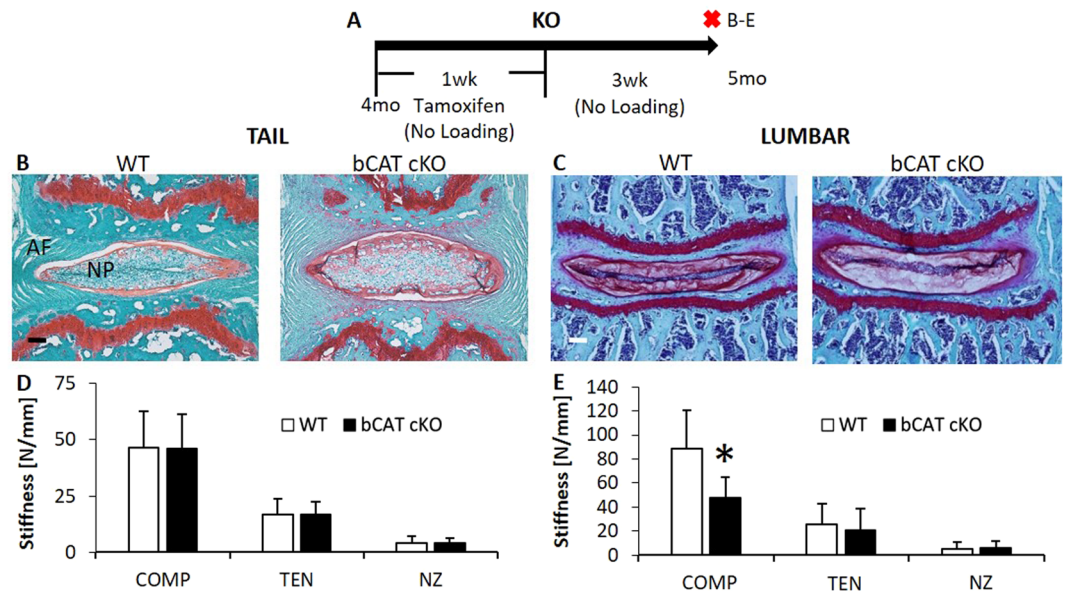 A KO B-E
1wk 3wk 5mo
4mo Tamoxifen (No Loading)
(No Loading)
TAIL LUMBAR
B WT bCAT cKO C WT bCAT cKO
AF
NP
D 75 E 140
120
50 WT bCAT cKO 100 WT bCAT cKO
80 *
25 60
40
20
0 0
Stiffness [N/mm] Stiffness [N/mm]
COMP TEN NZ COMP TEN NZ